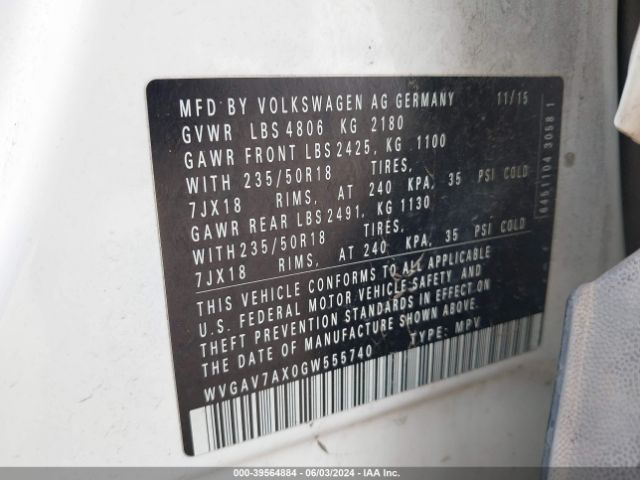 MFD BY VOLKSWAGEN AG GERMANY 11/15
GVWR LBS 4806 KG 2180
GAWR FRONT LBS 2425, KG 1100
WITH 235/50R18 TIRES,
7JX18 RIMS, AT 240 KPA, 35 PSI COLD
GAWR REAR LBS 2491, KG 1130
WITH 235/50R18 TIRES,
7JX18 RIMS, AT 240 KPA, 35 PSI COLD
THIS VEHICLE CONFORMS TO ALL APPLICABLE
U.S. FEDERAL MOTOR VEHICLE SAFETY AND
THEFT PREVENTION STANDARDS IN EFFECT ON
THE DATE OF MANUFACTURE SHOWN ABOVE.
WVGAV7AX0GW555740 TYPE: MPV
000-39564884 | 06/03/2024 - IAA Inc.